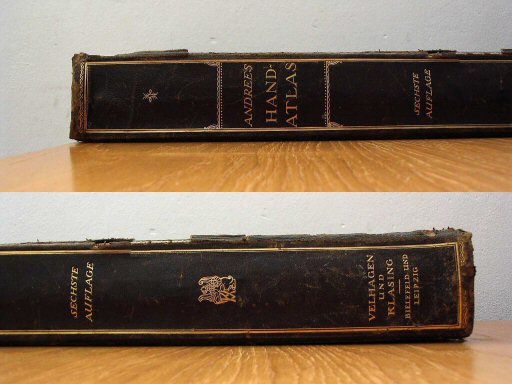 ANDREES
HAND-
ATLAS
SECHSTE
AUFLAGE
SECHSTE
AUFLAGE
VELHAGEN
UND
KLASING
BIELEFELD UND
LEIPZIG